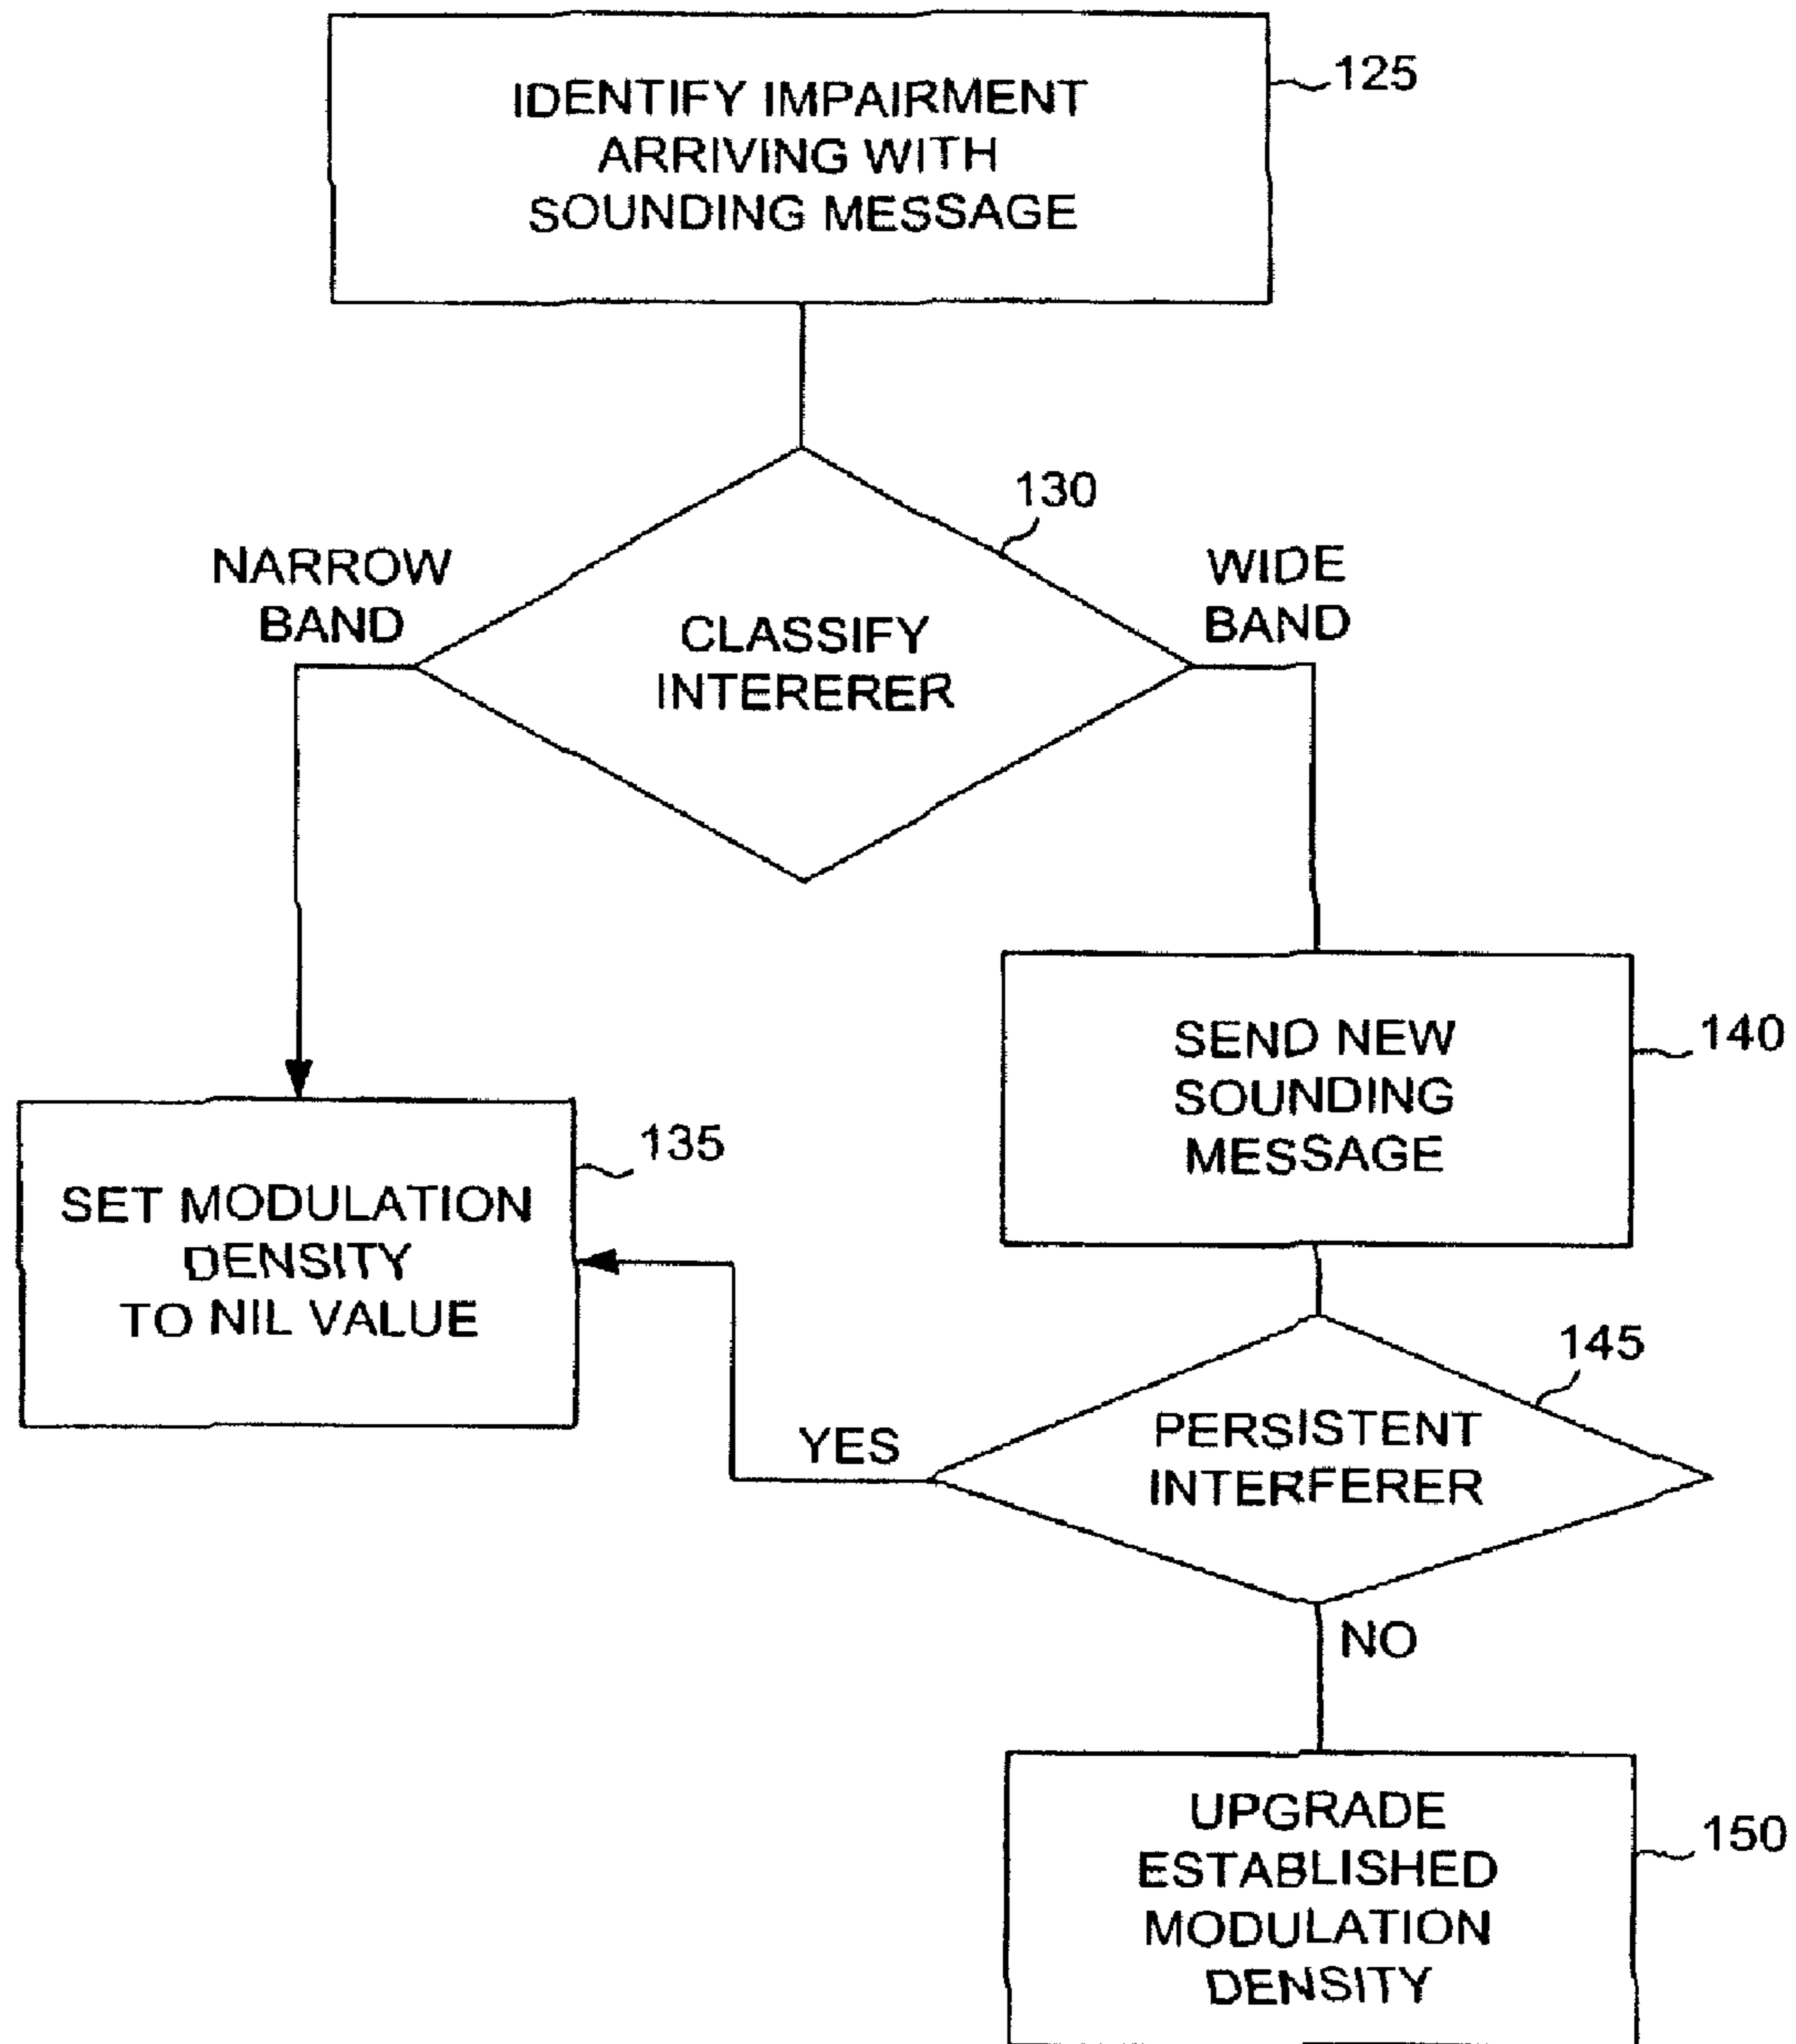 IDENTIFY IMPAIRMENT
ARRIVING WITH
SOUNDING MESSAGE
125
130
NARROW
BAND
WIDE
BAND
CLASSIFY
INTERERER
SEND NEW
SOUNDING
MESSAGE
140
135
SET MODULATION
DENSITY
TO NIL VALUE
145
YES
PERSISTENT
INTERFERER
NO
UPGRADE
ESTABLISHED
MODULATION
DENSITY
150